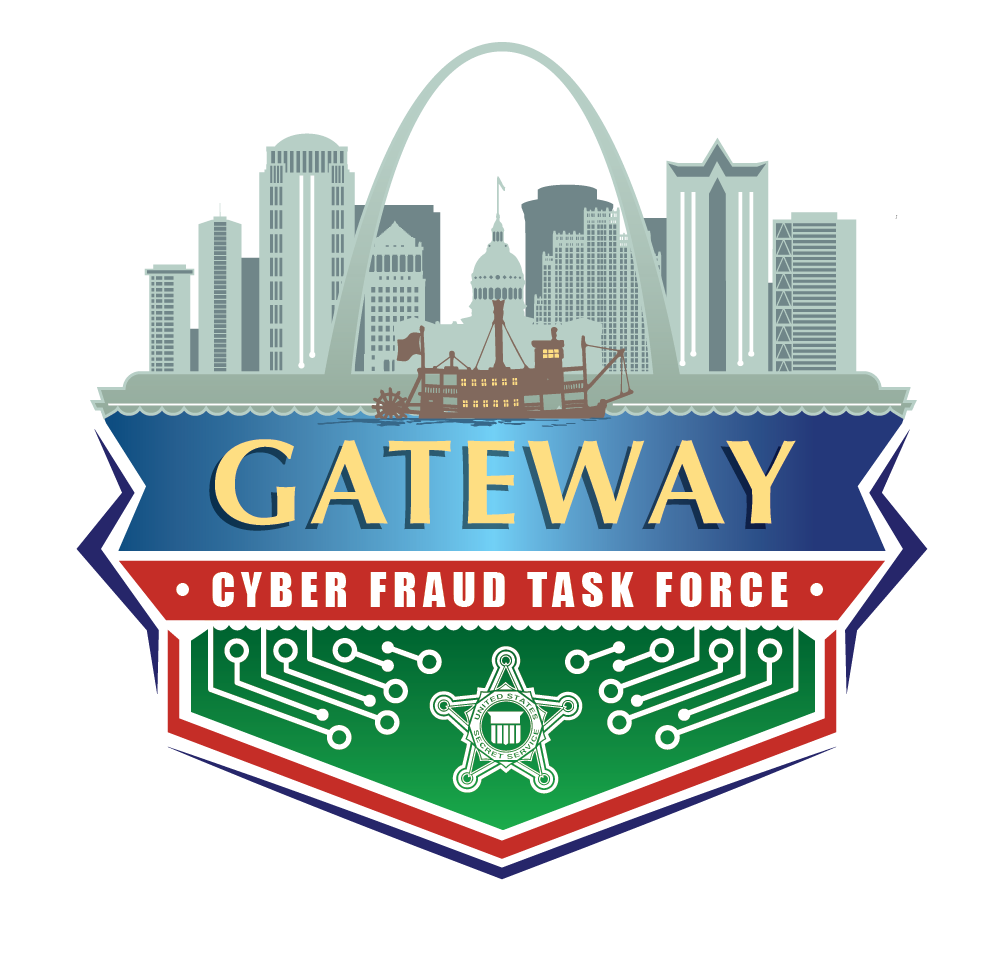 GATEWAY
• CYBER FRAUD TASK FORCE •
UNITED STATES
SECRET SERVICE